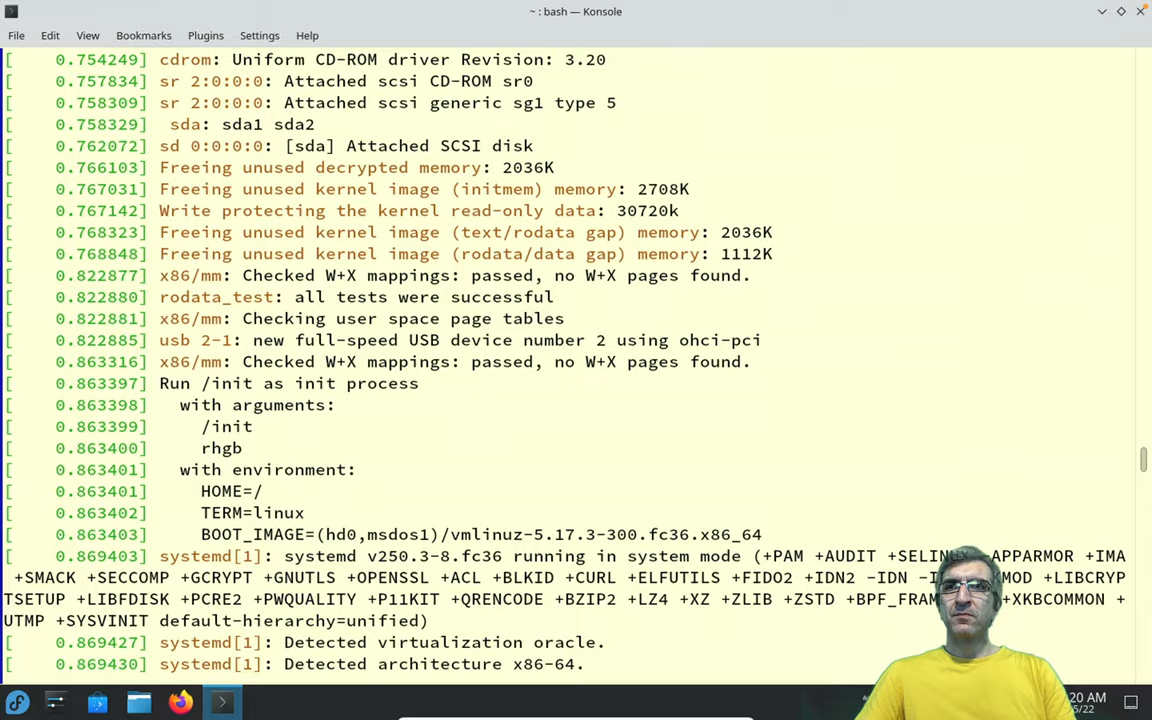 ~ : bash — Konsole
File Edit View Bookmarks Plugins Settings Help
[ 0.754249] cdrom: Uniform CD-ROM driver Revision: 3.20
[ 0.757834] sr 2:0:0:0: Attached scsi CD-ROM sr0
[ 0.758309] sr 2:0:0:0: Attached scsi generic sg1 type 5
[ 0.758329]  sda: sda1 sda2
[ 0.762072] sd 0:0:0:0: [sda] Attached SCSI disk
[ 0.766103] Freeing unused decrypted memory: 2036K
[ 0.767031] Freeing unused kernel image (initmem) memory: 2708K
[ 0.767142] Write protecting the kernel read-only data: 30720k
[ 0.768323] Freeing unused kernel image (text/rodata gap) memory: 2036K
[ 0.768848] Freeing unused kernel image (rodata/data gap) memory: 1112K
[ 0.822877] x86/mm: Checked W+X mappings: passed, no W+X pages found.
[ 0.822880] rodata_test: all tests were successful
[ 0.822881] x86/mm: Checking user space page tables
[ 0.822885] usb 2-1: new full-speed USB device number 2 using ohci-pci
[ 0.863316] x86/mm: Checked W+X mappings: passed, no W+X pages found.
[ 0.863397] Run /init as init process
[ 0.863398]   with arguments:
[ 0.863399]     /init
[ 0.863400]     rhgb
[ 0.863401]   with environment:
[ 0.863401]     HOME=/
[ 0.863402]     TERM=linux
[ 0.863403]     BOOT_IMAGE=(hd0,msdos1)/vmlinuz-5.17.3-300.fc36.x86_64
[ 0.869403] systemd[1]: systemd v250.3-8.fc36 running in system mode (+PAM +AUDIT +SELINUX -APPARMOR +IMA
+SMACK +SECCOMP +GCRYPT +GNUTLS +OPENSSL +ACL +BLKID +CURL +ELFUTILS +FIDO2 +IDN2 -IDN +LIBCRYP
TSETUP +LIBFDISK +PCRE2 +PWQUALITY +P11KIT +QRENCODE +BZIP2 +LZ4 +XZ +ZLIB +ZSTD +XKBCOMMON +
UTMP +SYSVINIT default-hierarchy=unified)
[ 0.869427] systemd[1]: Detected virtualization oracle.
[ 0.869430] systemd[1]: Detected architecture x86-64.
20 AM
5/22